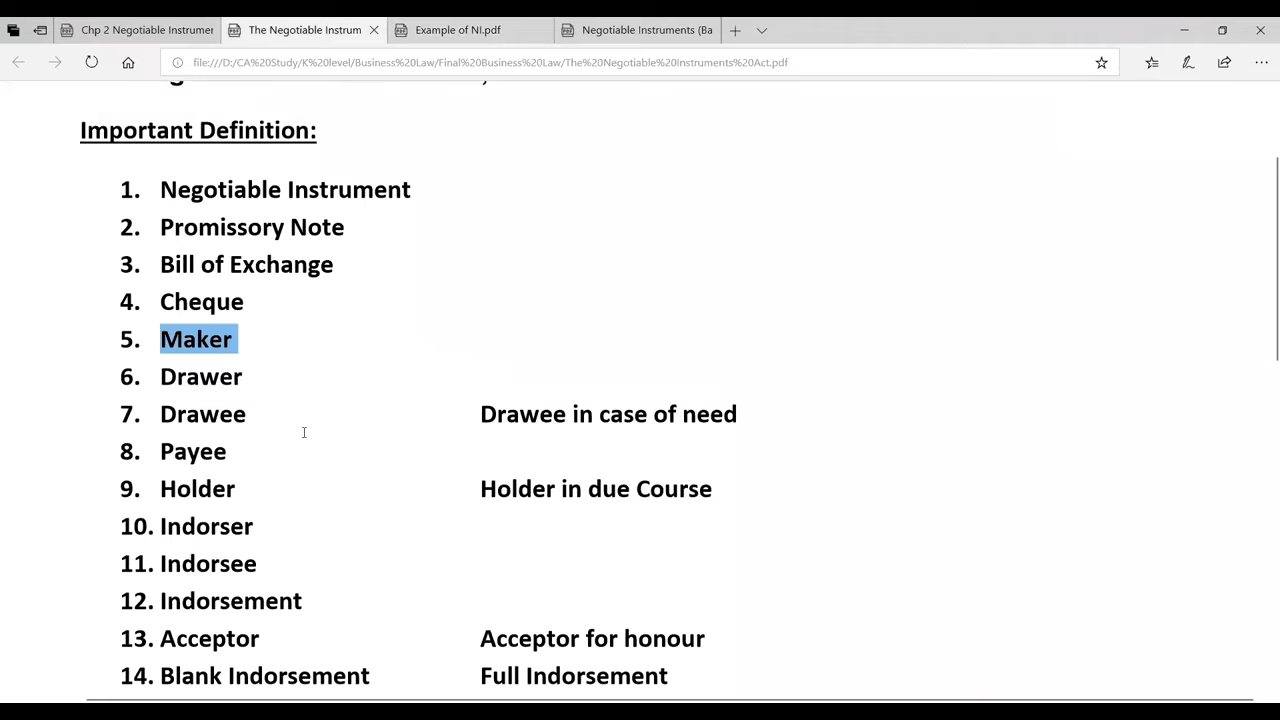 Chp 2 Negotiable Instrumer
The Negotiable Instrum
Example of NI.pdf
Negotiable Instruments (Ba
file:///D:/CA%20Study/K%20level/Business%20Law/Final%20Business%20Law/The%20Negotiable%20Instruments%20Act.pdf
Important Definition:
1. Negotiable Instrument
2. Promissory Note
3. Bill of Exchange
4. Cheque
5. Maker
6. Drawer
7. Drawee Drawee in case of need
8. Payee
9. Holder Holder in due Course
10. Indorser
11. Indorsee
12. Indorsement
13. Acceptor Acceptor for honour
14. Blank Indorsement Full Indorsement